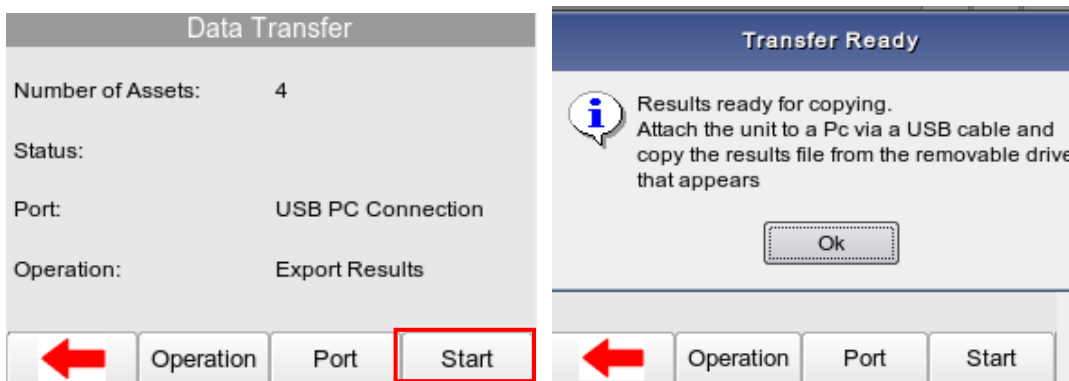 Data Transfer
Number of Assets: 4
Status:
Port: USB PC Connection
Operation: Export Results
Operation Port Start
Transfer Ready
Results ready for copying.
Attach the unit to a Pc via a USB cable and
copy the results file from the removable drive
that appears
Ok
Operation Port Start